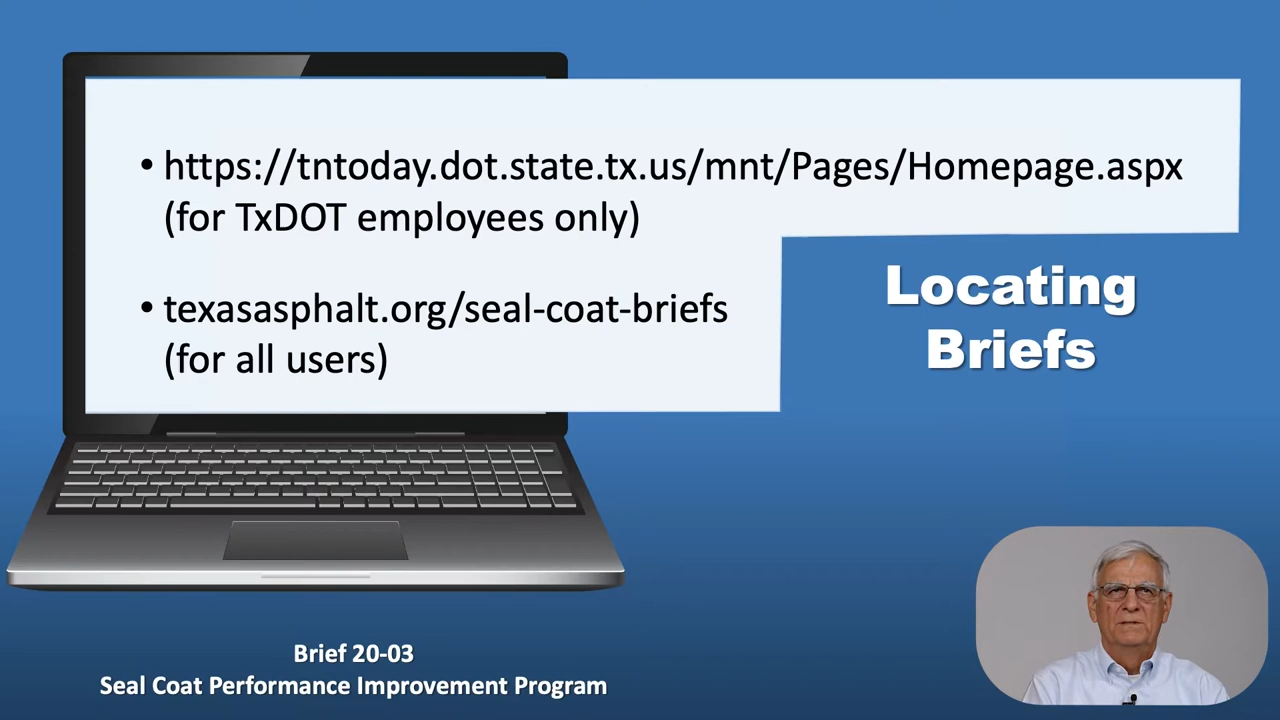 • https://tntoday.dot.state.tx.us/mnt/Pages/Homepage.aspx
(for TxDOT employees only)
• texasasphalt.org/seal-coat-briefs
(for all users)
Locating
Briefs
Brief 20-03
Seal Coat Performance Improvement Program